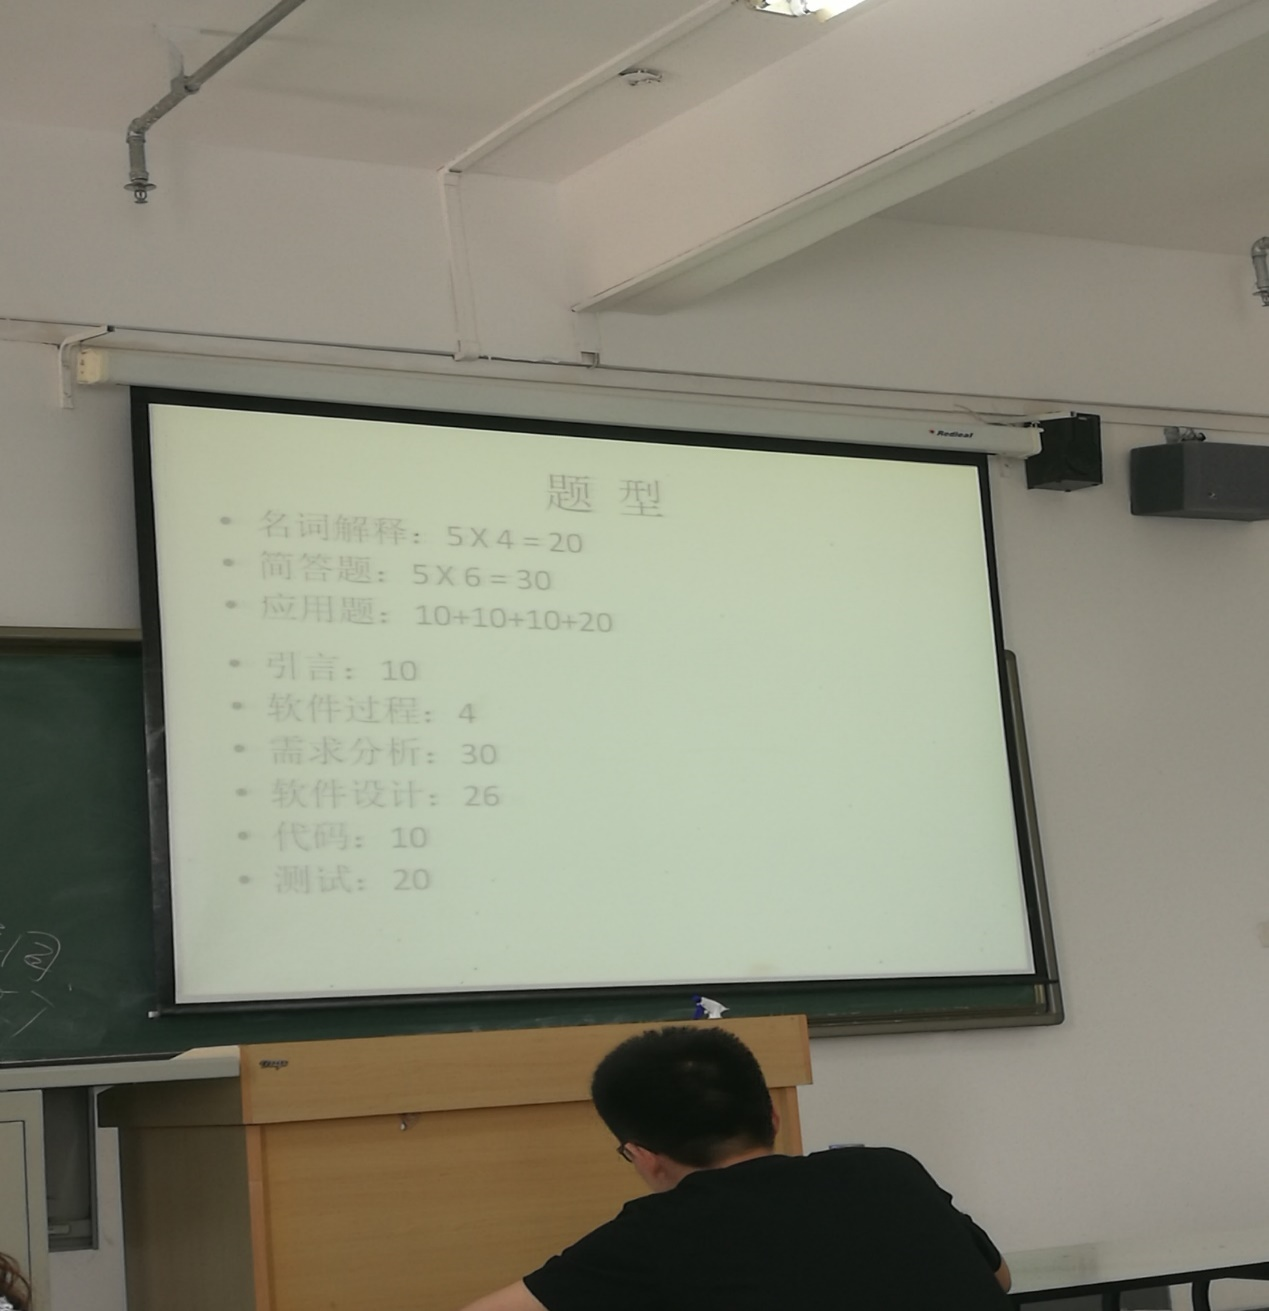 Redleaf
题 型
• 名词解释：5 X 4 = 20
• 简答题：5 X 6 = 30
• 应用题：10+10+10+20
• 引言：10
• 软件过程：4
• 需求分析：30
• 软件设计：26
• 代码：10
• 测试：20